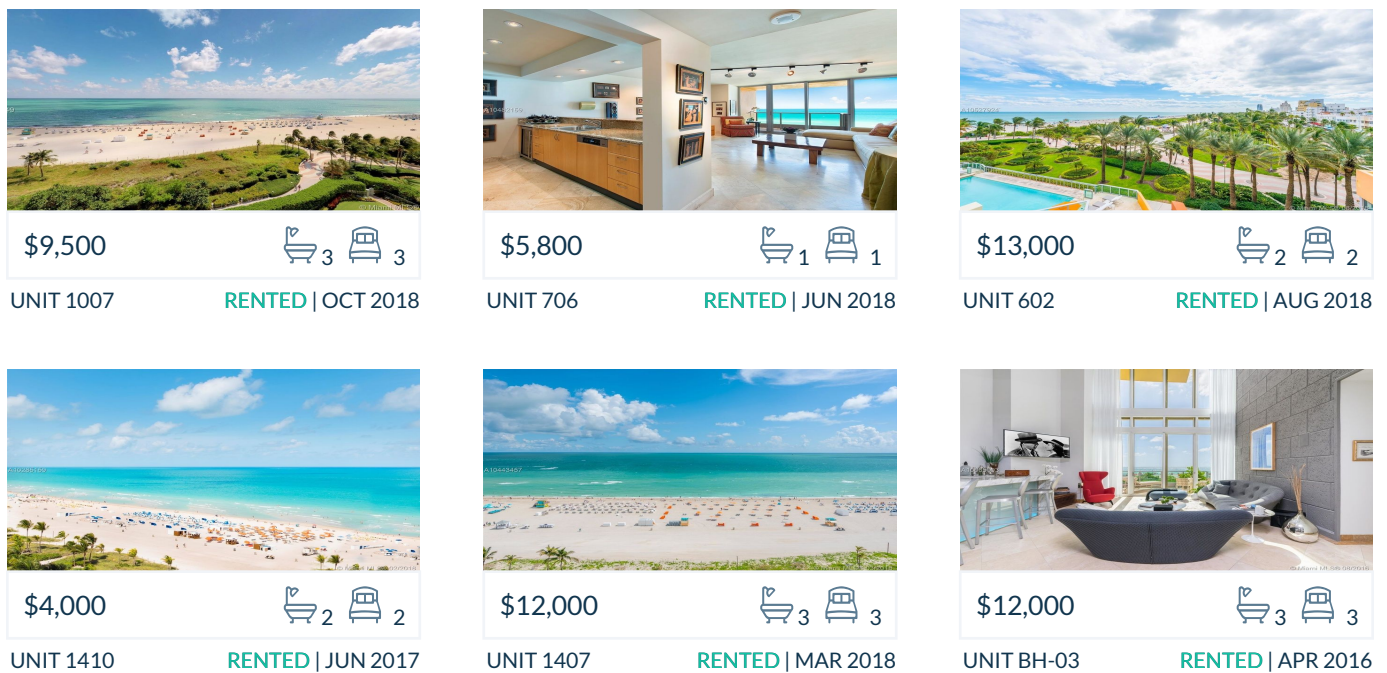 $9,500 3 3
UNIT 1007 RENTED | OCT 2018
$5,800 1 1
UNIT 706 RENTED | JUN 2018
$13,000 2 2
UNIT 602 RENTED | AUG 2018
$4,000 2 2
UNIT 1410 RENTED | JUN 2017
A10443467
$12,000 3 3
UNIT 1407 RENTED | MAR 2018
$12,000 3 3
UNIT BH-03 RENTED | APR 2016